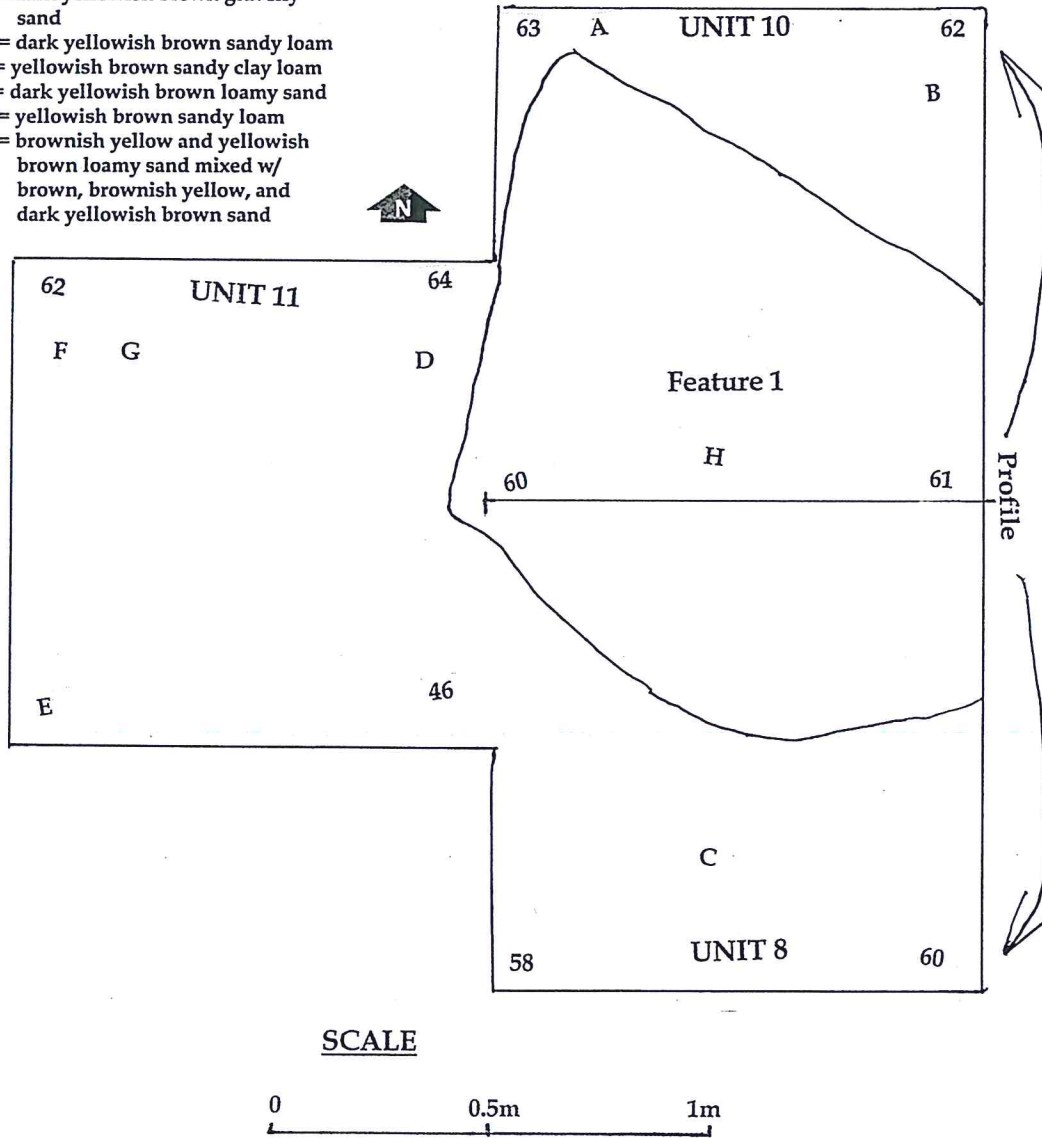 sand
= dark yellowish brown sandy loam
= yellowish brown sandy clay loam
= dark yellowish brown loamy sand
= yellowish brown sandy loam
= brownish yellow and yellowish
brown loamy sand mixed w/
brown, brownish yellow, and
dark yellowish brown sand
N
63 A UNIT 10 62
B
62 UNIT 11 64
F G D
Feature 1
H
60 61
Profile
46
E
C
58 UNIT 8 60
SCALE
0 0.5m 1m